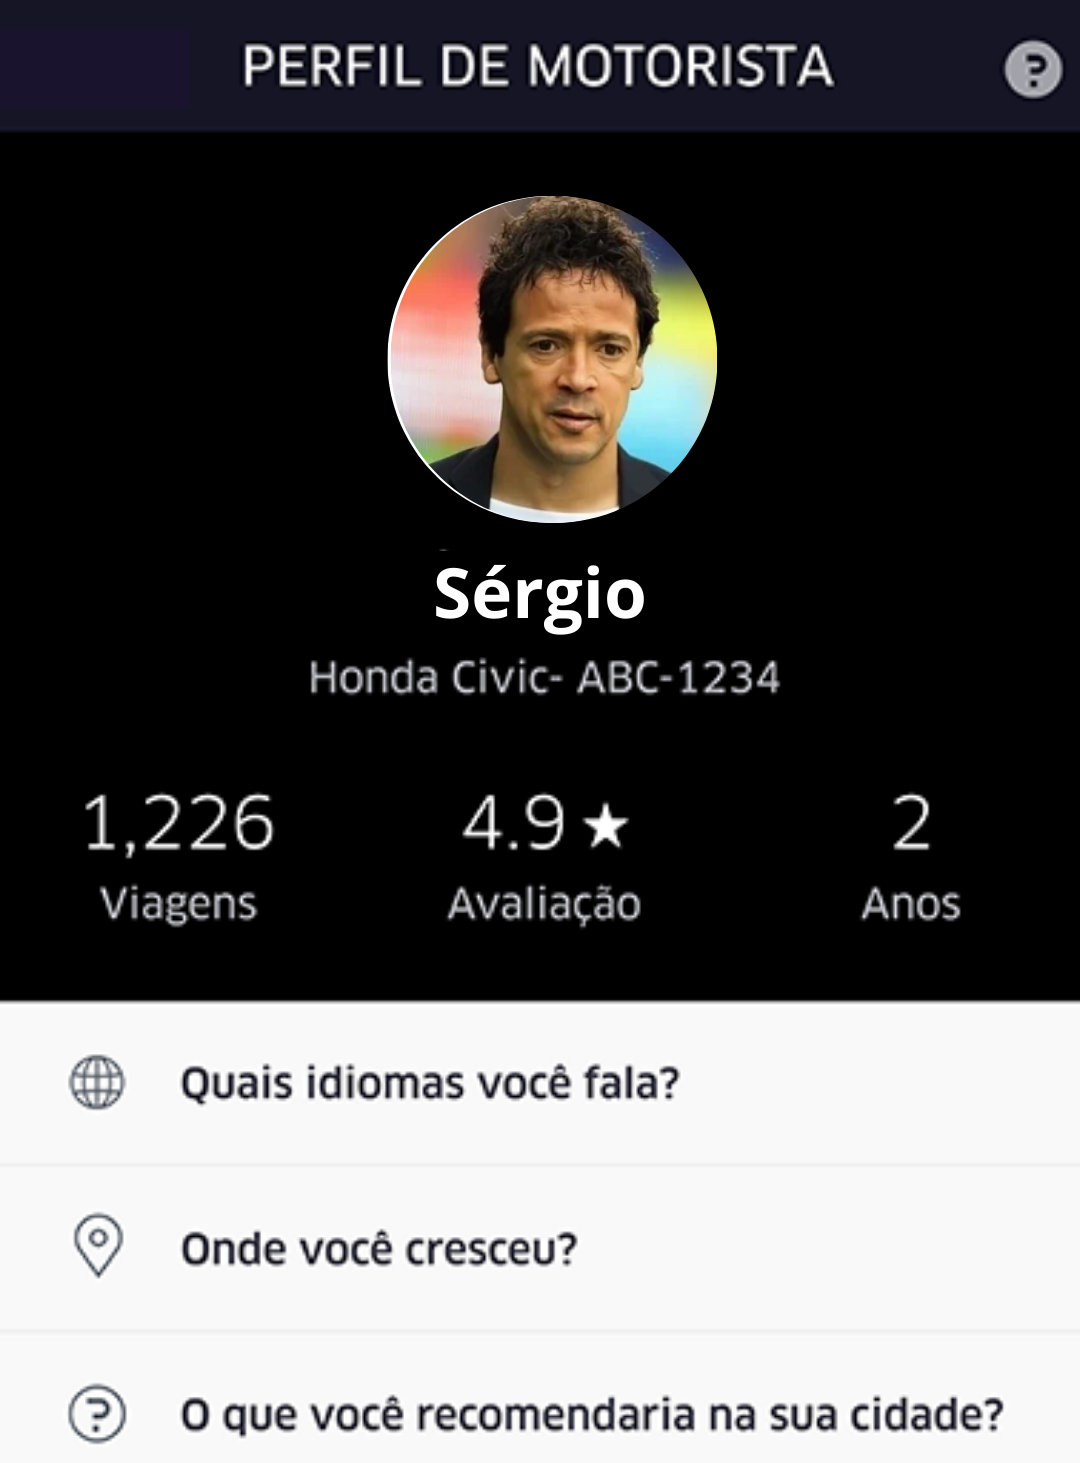 PERFIL DE MOTORISTA ?
Sérgio
Honda Civic- ABC-1234
1,226 4.9 ★ 2
Viagens Avaliação Anos
Quais idiomas você fala?
Onde você cresceu?
? O que você recomendaria na sua cidade?